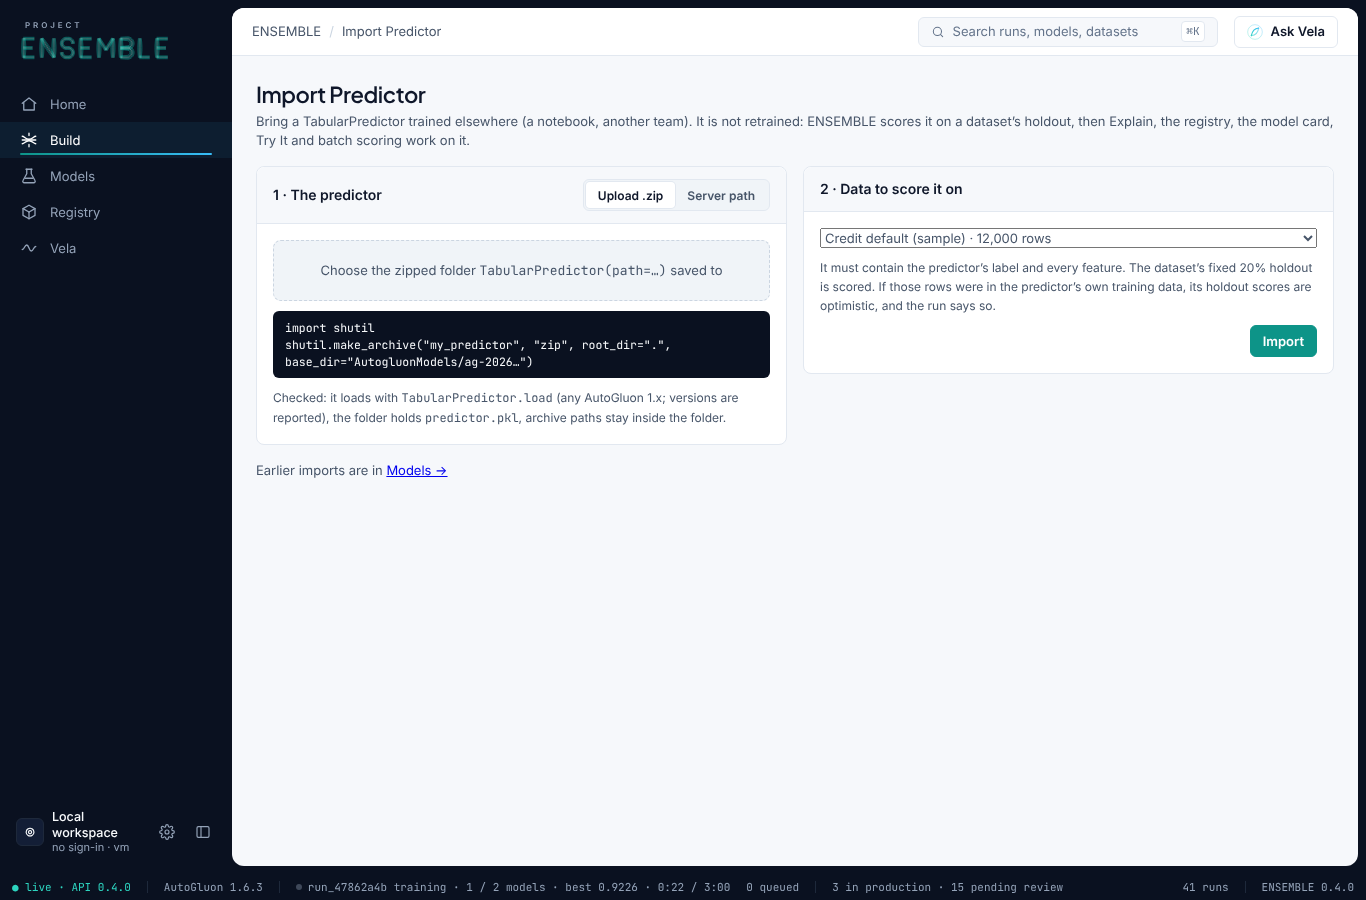 PROJECT
ENSEMBLE
Home
Build
Models
Registry
Vela
Local
workspace
no sign-in · vm
ENSEMBLE / Import Predictor
Search runs, models, datasets
⌘K
Ask Vela
Import Predictor
Bring a TabularPredictor trained elsewhere (a notebook, another team). It is not retrained: ENSEMBLE scores it on a dataset’s holdout, then Explain, the registry, the model card,
Try It and batch scoring work on it.
1 · The predictor
Upload .zip
Server path
Choose the zipped folder TabularPredictor(path=…) saved to
import shutil
shutil.make_archive("my_predictor", "zip", root_dir=".",
base_dir="AutogluonModels/ag-2026…")
Checked: it loads with TabularPredictor.load (any AutoGluon 1.x; versions are
reported), the folder holds predictor.pkl, archive paths stay inside the folder.
2 · Data to score it on
Credit default (sample) · 12,000 rows
It must contain the predictor’s label and every feature. The dataset’s fixed 20% holdout
is scored. If those rows were in the predictor’s own training data, its holdout scores are
optimistic, and the run says so.
Import
Earlier imports are in Models →
live · API 0.4.0
AutoGluon 1.6.3
run_47862a4b training · 1 / 2 models · best 0.9226 · 0:22 / 3:00
0 queued
3 in production · 15 pending review
41 runs
ENSEMBLE 0.4.0